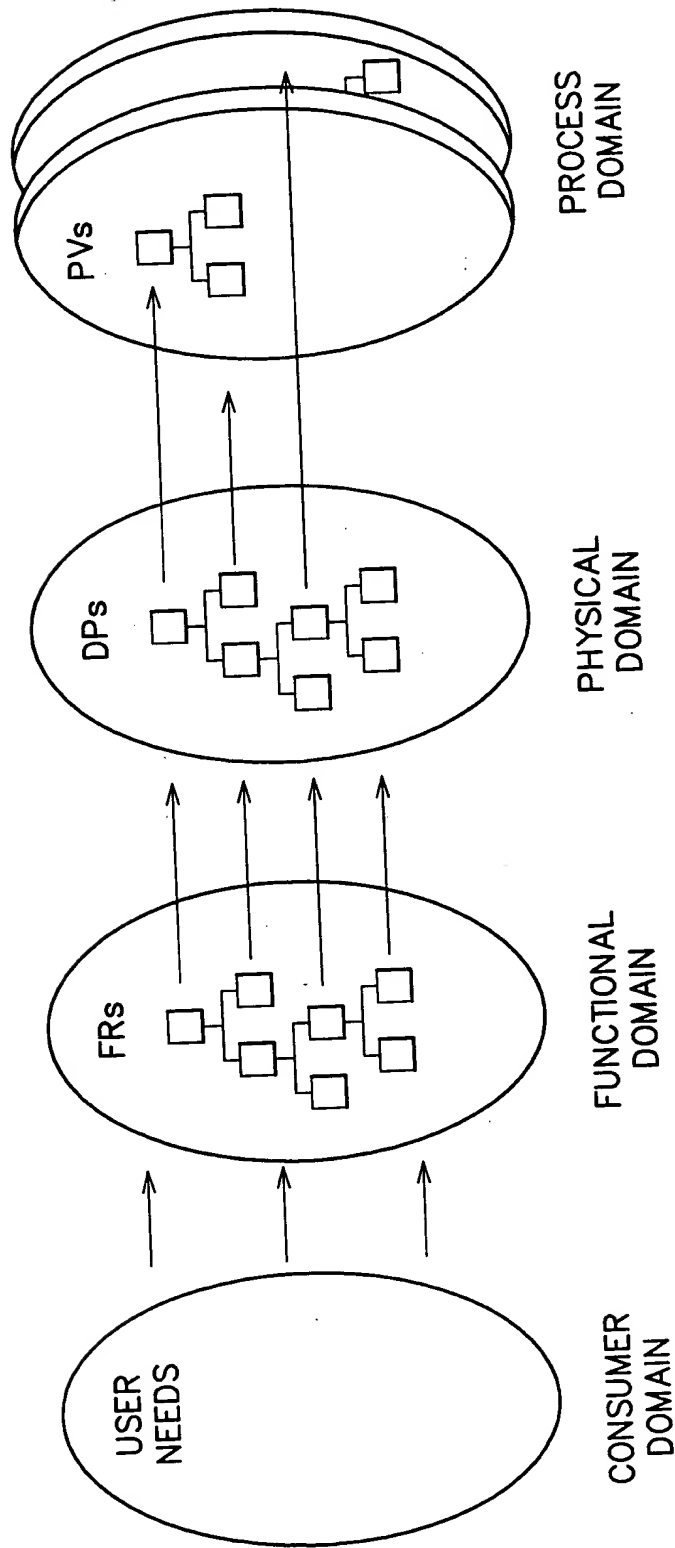 USER
NEEDS
FRs
DPs
PVs
CONSUMER
DOMAIN
FUNCTIONAL
DOMAIN
PHYSICAL
DOMAIN
PROCESS
DOMAIN